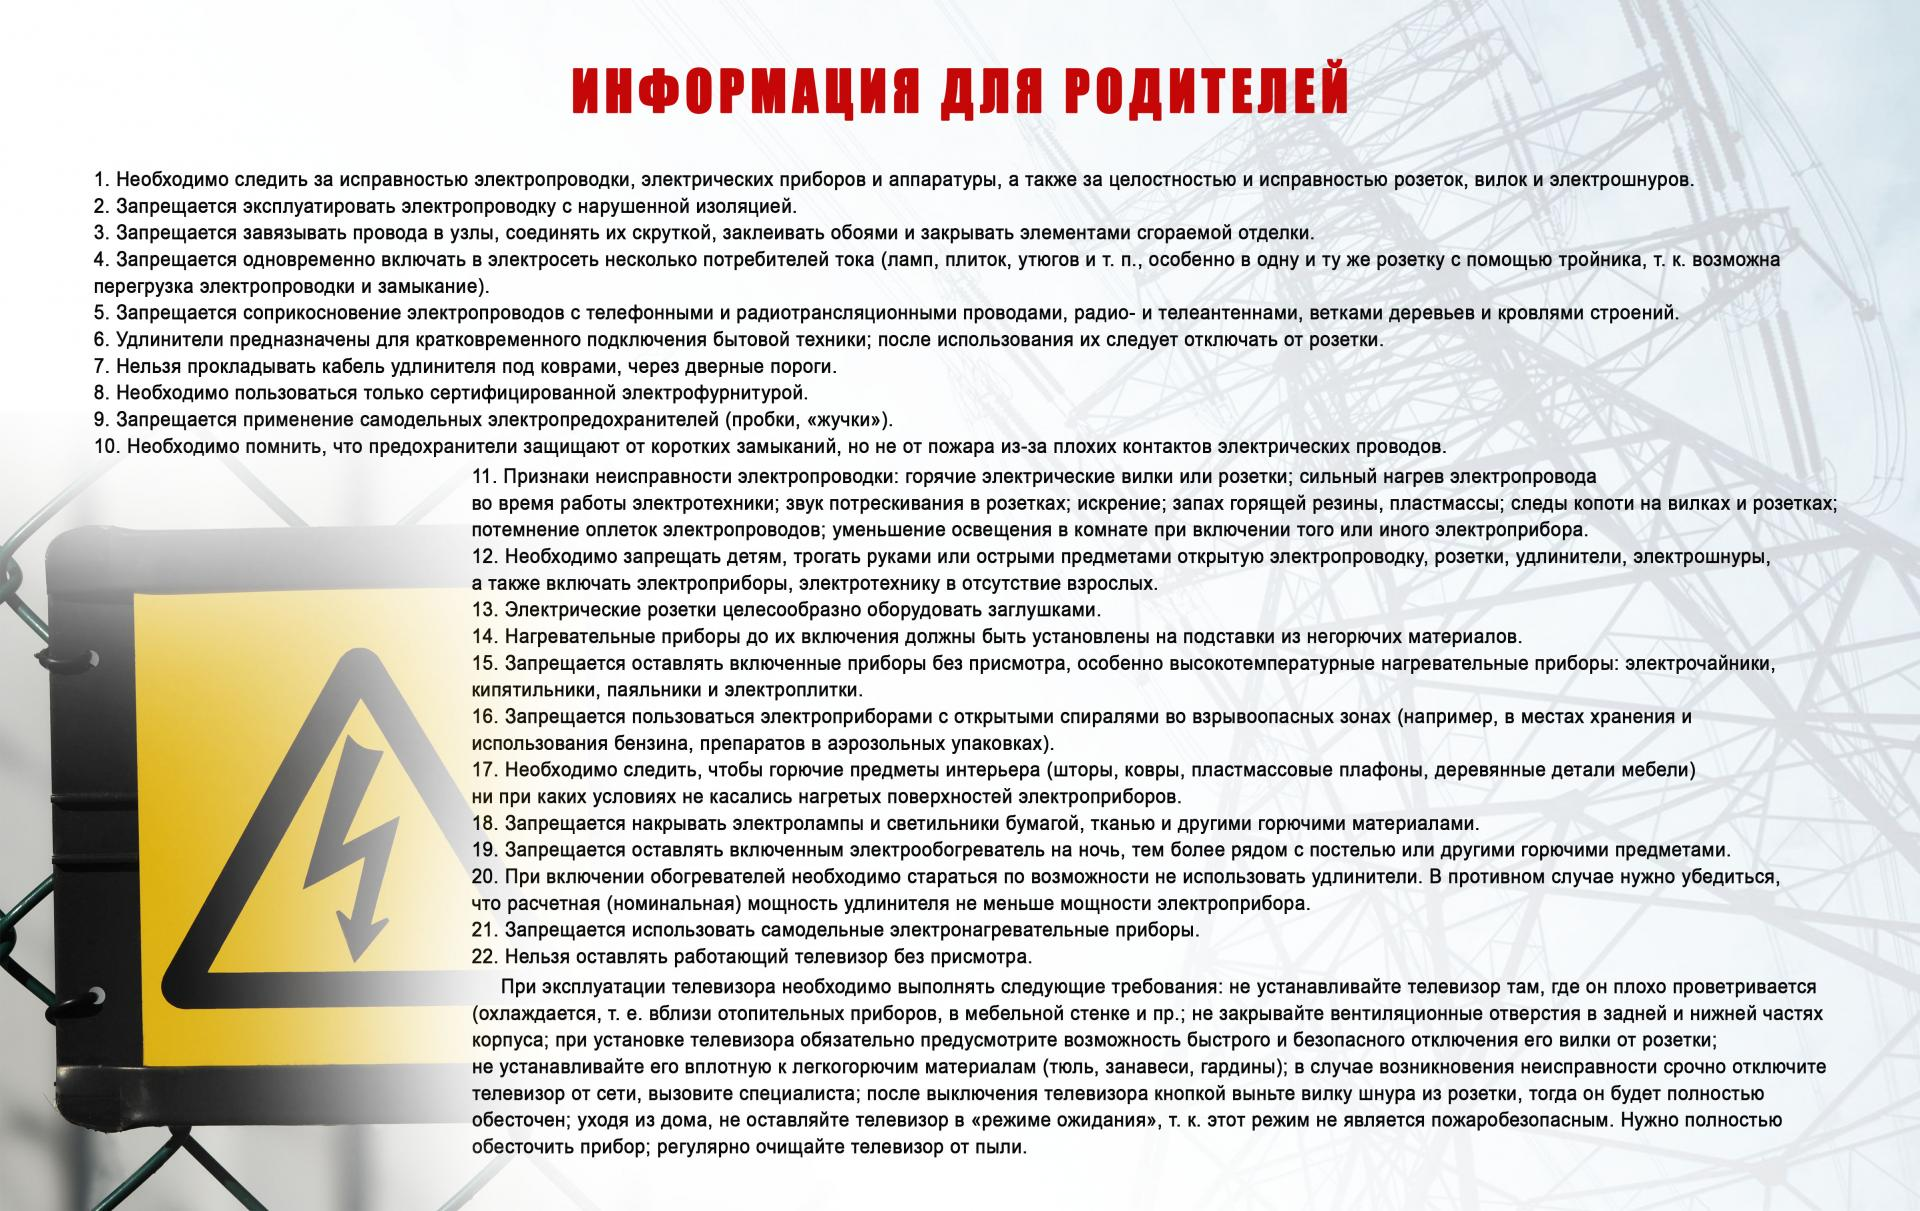 ИНФОРМАЦИЯ ДЛЯ РОДИТЕЛЕЙ
1. Необходимо следить за исправностью электропроводки, электрических приборов и аппаратуры, а также за целостностью и исправностью розеток, вилок и электрошнуров.
2. Запрещается эксплуатировать электропроводку с нарушенной изоляцией.
3. Запрещается завязывать провода в узлы, соединять их скруткой, заклеивать обоями и закрывать элементами сгораемой отделки.
4. Запрещается одновременно включать в электросеть несколько потребителей тока (ламп, плиток, утюгов и т. п., особенно в одну и ту же розетку с помощью тройника, т. к. возможна
перегрузка электропроводки и замыкание).
5. Запрещается соприкосновение электропроводов с телефонными и радиотрансляционными проводами, радио- и телеантеннами, ветками деревьев и кровлями строений.
6. Удлинители предназначены для кратковременного подключения бытовой техники; после использования их следует отключать от розетки.
7. Нельзя прокладывать кабель удлинителя под коврами, через дверные пороги.
8. Необходимо пользоваться только сертифицированной электрофурнитурой.
9. Запрещается применение самодельных электропредохранителей (пробки, «жучки»).
10. Необходимо помнить, что предохранители защищают от коротких замыканий, но не от пожара из-за плохих контактов электрических проводов.
11. Признаки неисправности электропроводки: горячие электрические вилки или розетки; сильный нагрев электропровода
во время работы электротехники; звук потрескивания в розетках; искрение; запах горящей резины, пластмассы; следы копоти на вилках и розетках;
потемнение оплеток электропроводов; уменьшение освещения в комнате при включении того или иного электроприбора.
12. Необходимо запрещать детям, трогать руками или острыми предметами открытую электропроводку, розетки, удлинители, электрошнуры,
а также включать электроприборы, электротехнику в отсутствие взрослых.
13. Электрические розетки целесообразно оборудовать заглушками.
14. Нагревательные приборы до их включения должны быть установлены на подставки из негорючих материалов.
15. Запрещается оставлять включенные приборы без присмотра, особенно высокотемпературные нагревательные приборы: электрочайники,
кипятильники, паяльники и электроплитки.
16. Запрещается пользоваться электроприборами с открытыми спиралями во взрывоопасных зонах (например, в местах хранения и
использования бензина, препаратов в аэрозольных упаковках).
17. Необходимо следить, чтобы горючие предметы интерьера (шторы, ковры, пластмассовые плафоны, деревянные детали мебели)
ни при каких условиях не касались нагретых поверхностей электроприборов.
18. Запрещается накрывать электролампы и светильники бумагой, тканью и другими горючими материалами.
19. Запрещается оставлять включенным электрообогреватель на ночь, тем более рядом с постелью или другими горючими предметами.
20. При включении обогревателей необходимо стараться по возможности не использовать удлинители. В противном случае нужно убедиться,
что расчетная (номинальная) мощность удлинителя не меньше мощности электроприбора.
21. Запрещается использовать самодельные электронагревательные приборы.
22. Нельзя оставлять работающий телевизор без присмотра.
При эксплуатации телевизора необходимо выполнять следующие требования: не устанавливайте телевизор там, где он плохо проветривается
(охлаждается, т. е. вблизи отопительных приборов, в мебельной стенке и пр.; не закрывайте вентиляционные отверстия в задней и нижней частях
корпуса; при установке телевизора обязательно предусмотрите возможность быстрого и безопасного отключения его вилки от розетки;
не устанавливайте его вплотную к легкогорючим материалам (тюль, занавеси, гардины); в случае возникновения неисправности срочно отключите
телевизор от сети, вызовите специалиста; после выключения телевизора кнопкой выньте вилку шнура из розетки, тогда он будет полностью
обесточен; уходя из дома, не оставляйте телевизор в «режиме ожидания», т. к. этот режим не является пожаробезопасным. Нужно полностью
обесточить прибор; регулярно очищайте телевизор от пыли.